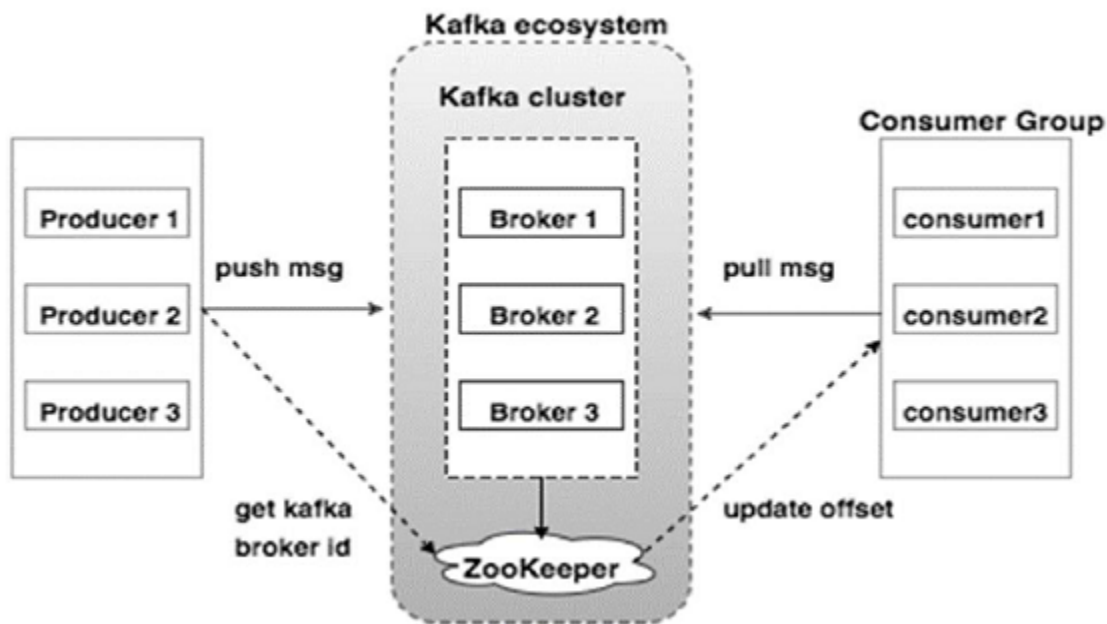 Kafka ecosystem
Kafka cluster
Consumer Group
Producer 1
Producer 2
Producer 3
push msg
Broker 1
Broker 2
Broker 3
pull msg
consumer1
consumer2
consumer3
get kafka
broker id
ZooKeeper
update offset